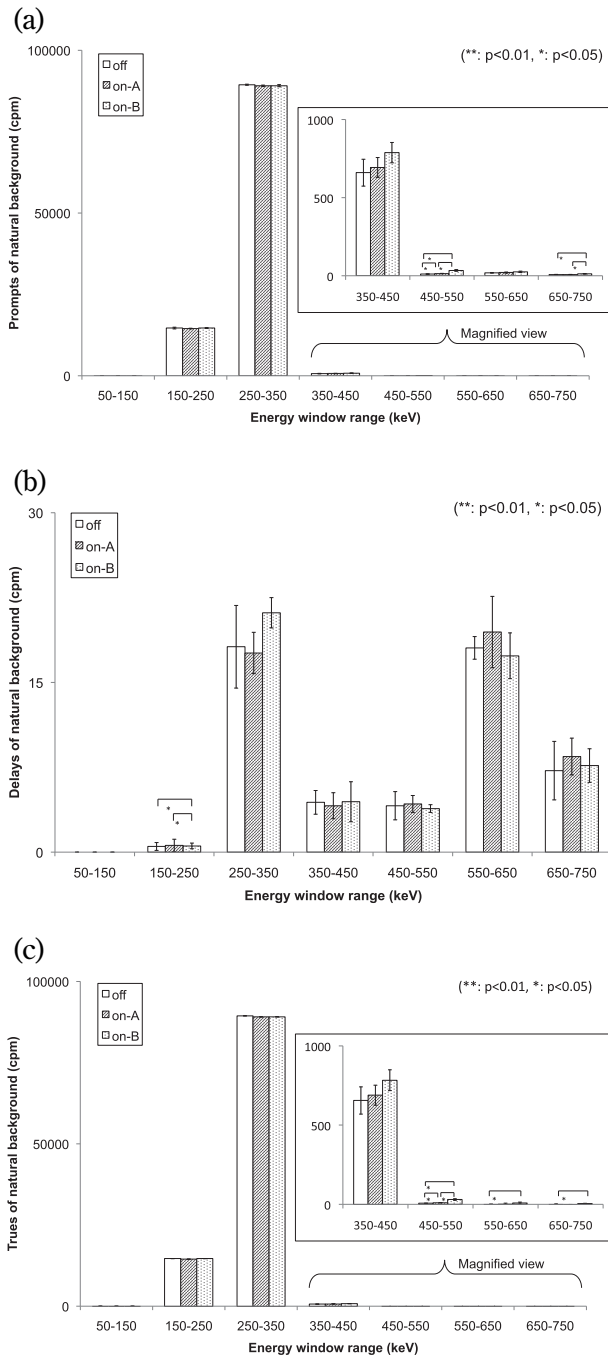 (a)
100000
off
on-A
on-B
(**: p<0.01, *: p<0.05)
Prompts of natural background (cpm)
50000
0
1000
500
0
350-450
450-550
550-650
650-750
* * * *
* *
Magnified view
50-150
150-250
250-350
350-450
450-550
550-650
650-750
Energy window range (keV)
(b)
30
off
on-A
on-B
(**: p<0.01, *: p<0.05)
Delays of natural background (cpm)
15
0
*
*
50-150
150-250
250-350
350-450
450-550
550-650
650-750
Energy window range (keV)
(c)
100000
off
on-A
on-B
(**: p<0.01, *: p<0.05)
Trues of natural background (cpm)
50000
0
1000
500
0
*
* *
*
*
350-450
450-550
550-650
650-750
Magnified view
50-150
150-250
250-350
350-450
450-550
550-650
650-750
Energy window range (keV)